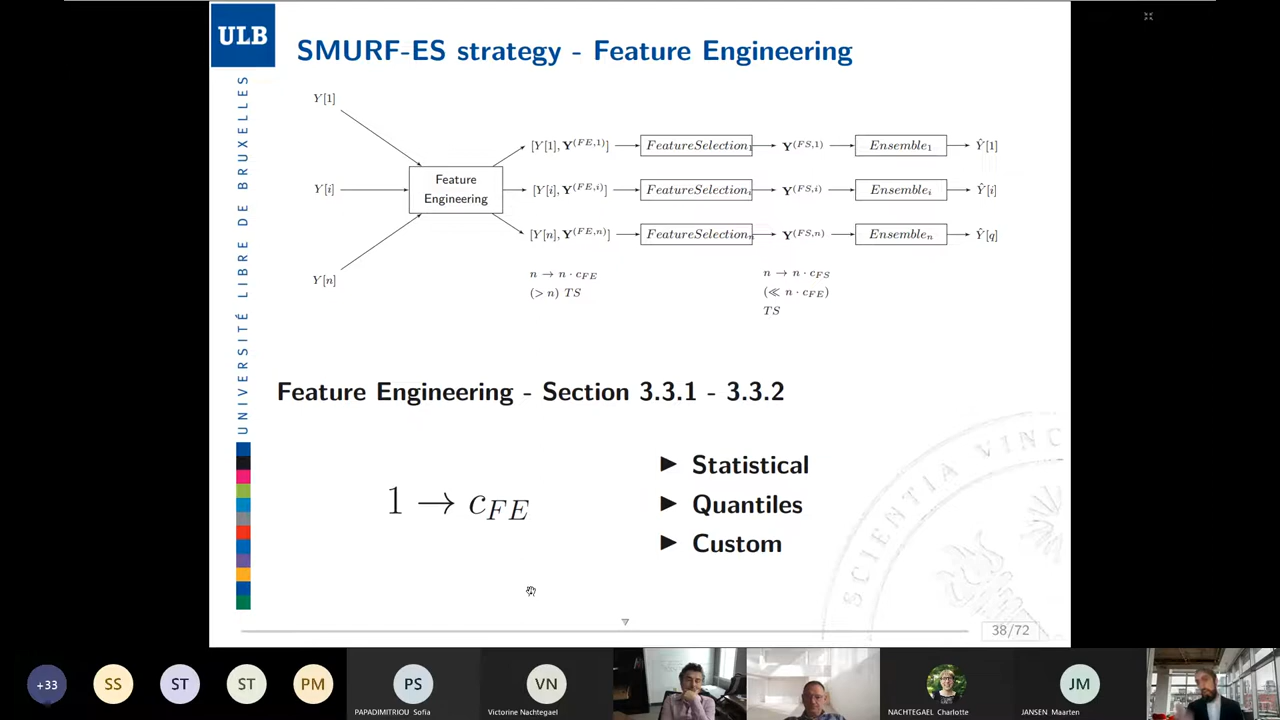 ULB
SMURF-ES strategy - Feature Engineering
UNIVERSITÉ LIBRE DE BRUXELLES
Y[1]
Y[i]
Y[n]
Feature
Engineering
[Y[1], Y^(FE,1)] FeatureSelection₁ Y^(FS,1) Ensemble₁ Ŷ[1]
[Y[i], Y^(FE,i)] FeatureSelectionᵢ Y^(FS,i) Ensembleᵢ Ŷ[i]
[Y[n], Y^(FE,n)] FeatureSelectionₙ Y^(FS,n) Ensembleₙ Ŷ[q]
n → n · c_FE
(> n) TS
n → n · c_FS
(≪ n · c_FE)
TS
Feature Engineering - Section 3.3.1 - 3.3.2
1 → c_FE
► Statistical
► Quantiles
► Custom
SCIENTIA VINC
38/72
+33
SS
ST
ST
PM
PS
PAPADIMITRIOU Sofia
VN
Victorine Nachtegael
NACHTEGAEL Charlotte
JM
JANSEN Maarten